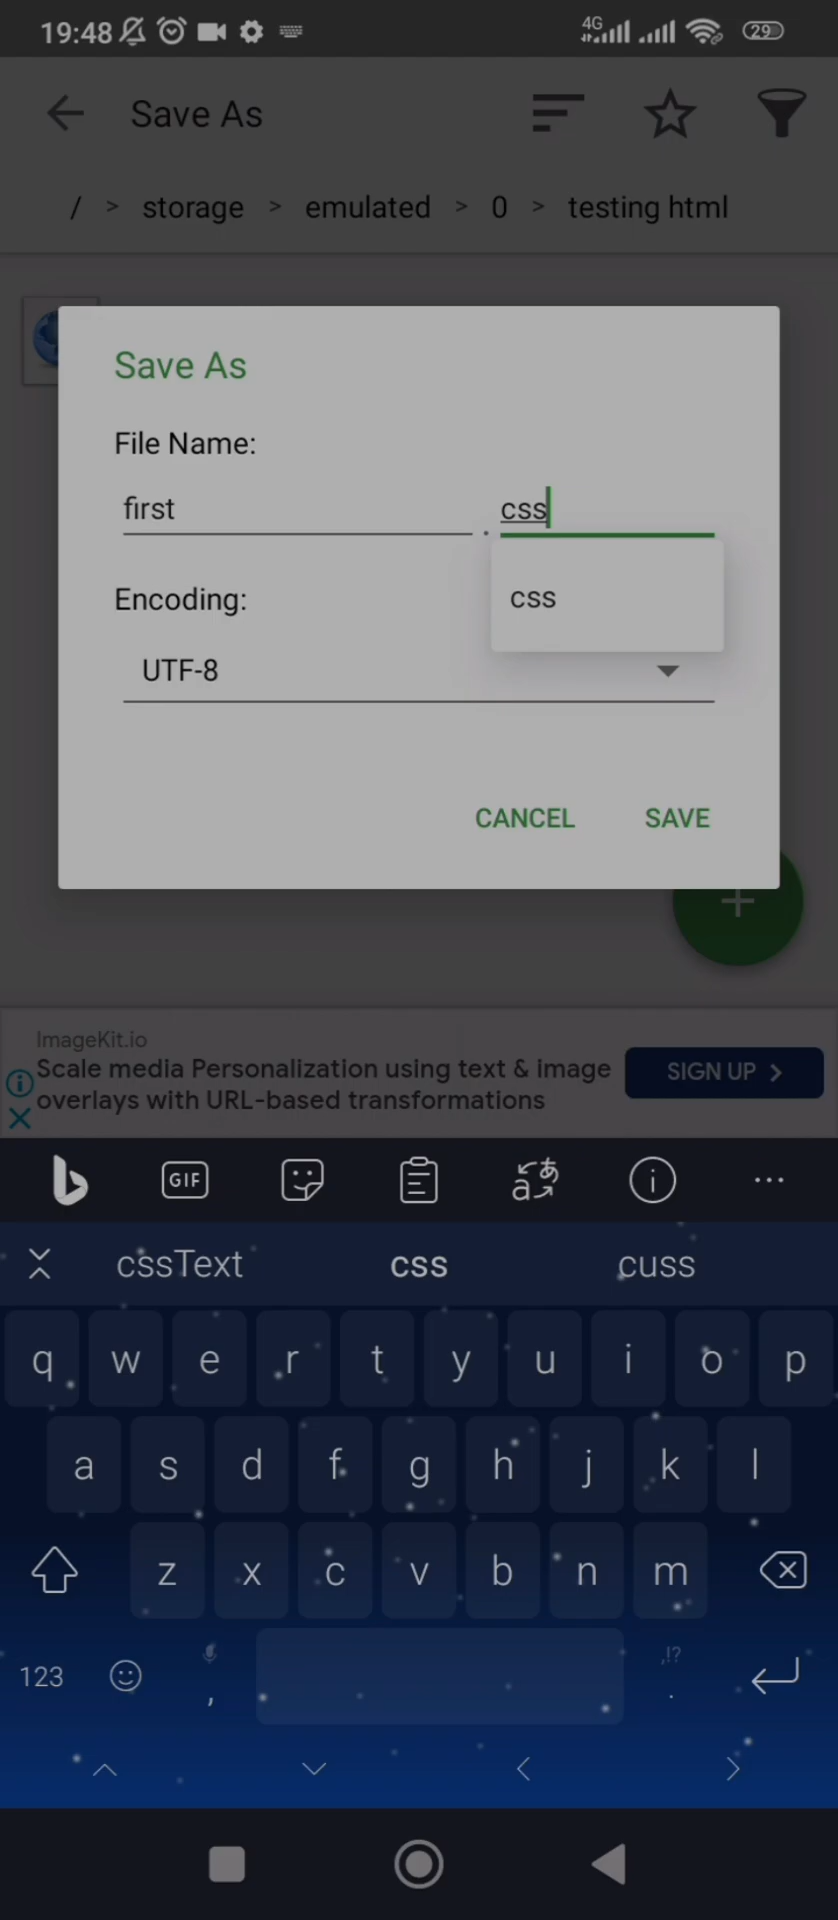 19:48 4G 29
Save As
/ > storage > emulated > 0 > testing html
Save As
File Name:
first . css
css
Encoding:
UTF-8
CANCEL SAVE
ImageKit.io
Scale media Personalization using text & image
overlays with URL-based transformations
SIGN UP >
GIF
a あ
cssText css cuss
q w e r t y u i o p
a s d f g h j k l
z x c v b n m
123 , ,!? .